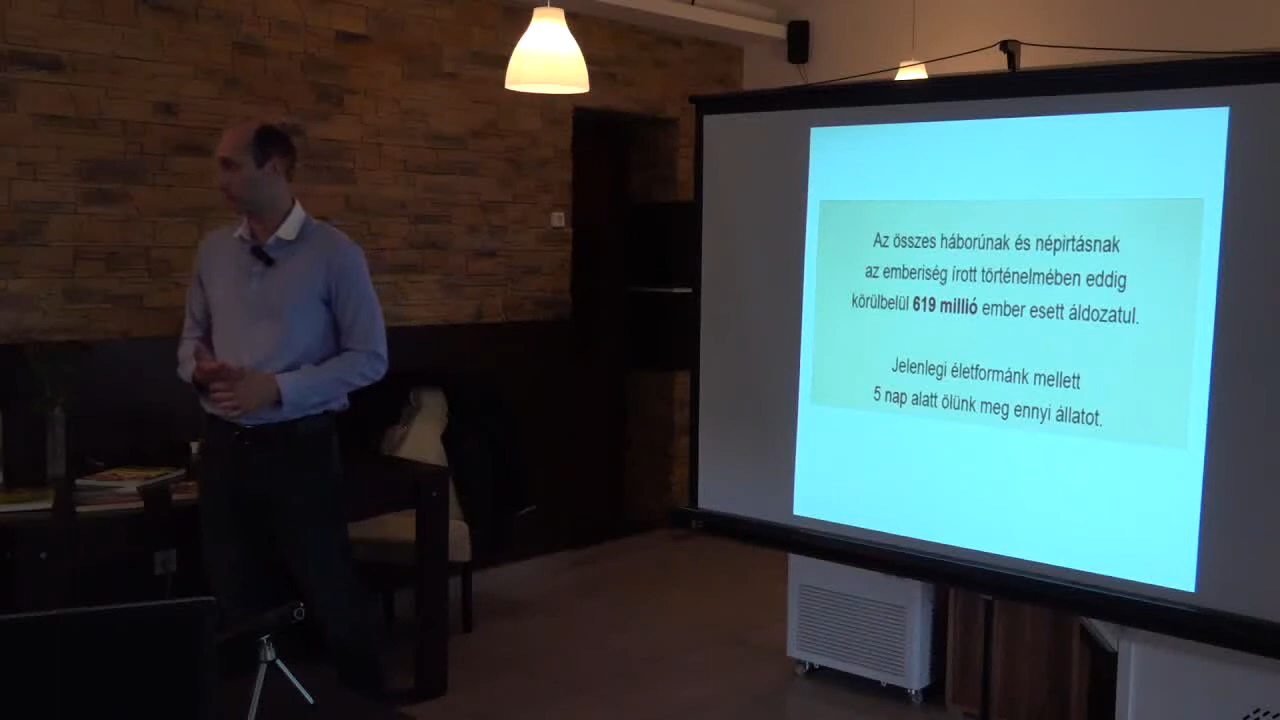 Az összes háborúnak és népirtásnak
az emberiség írott történelmében eddig
körülbelül 619 millió ember esett áldozatul.
Jelenlegi életformánk mellett
5 nap alatt ölünk meg ennyi állatot.